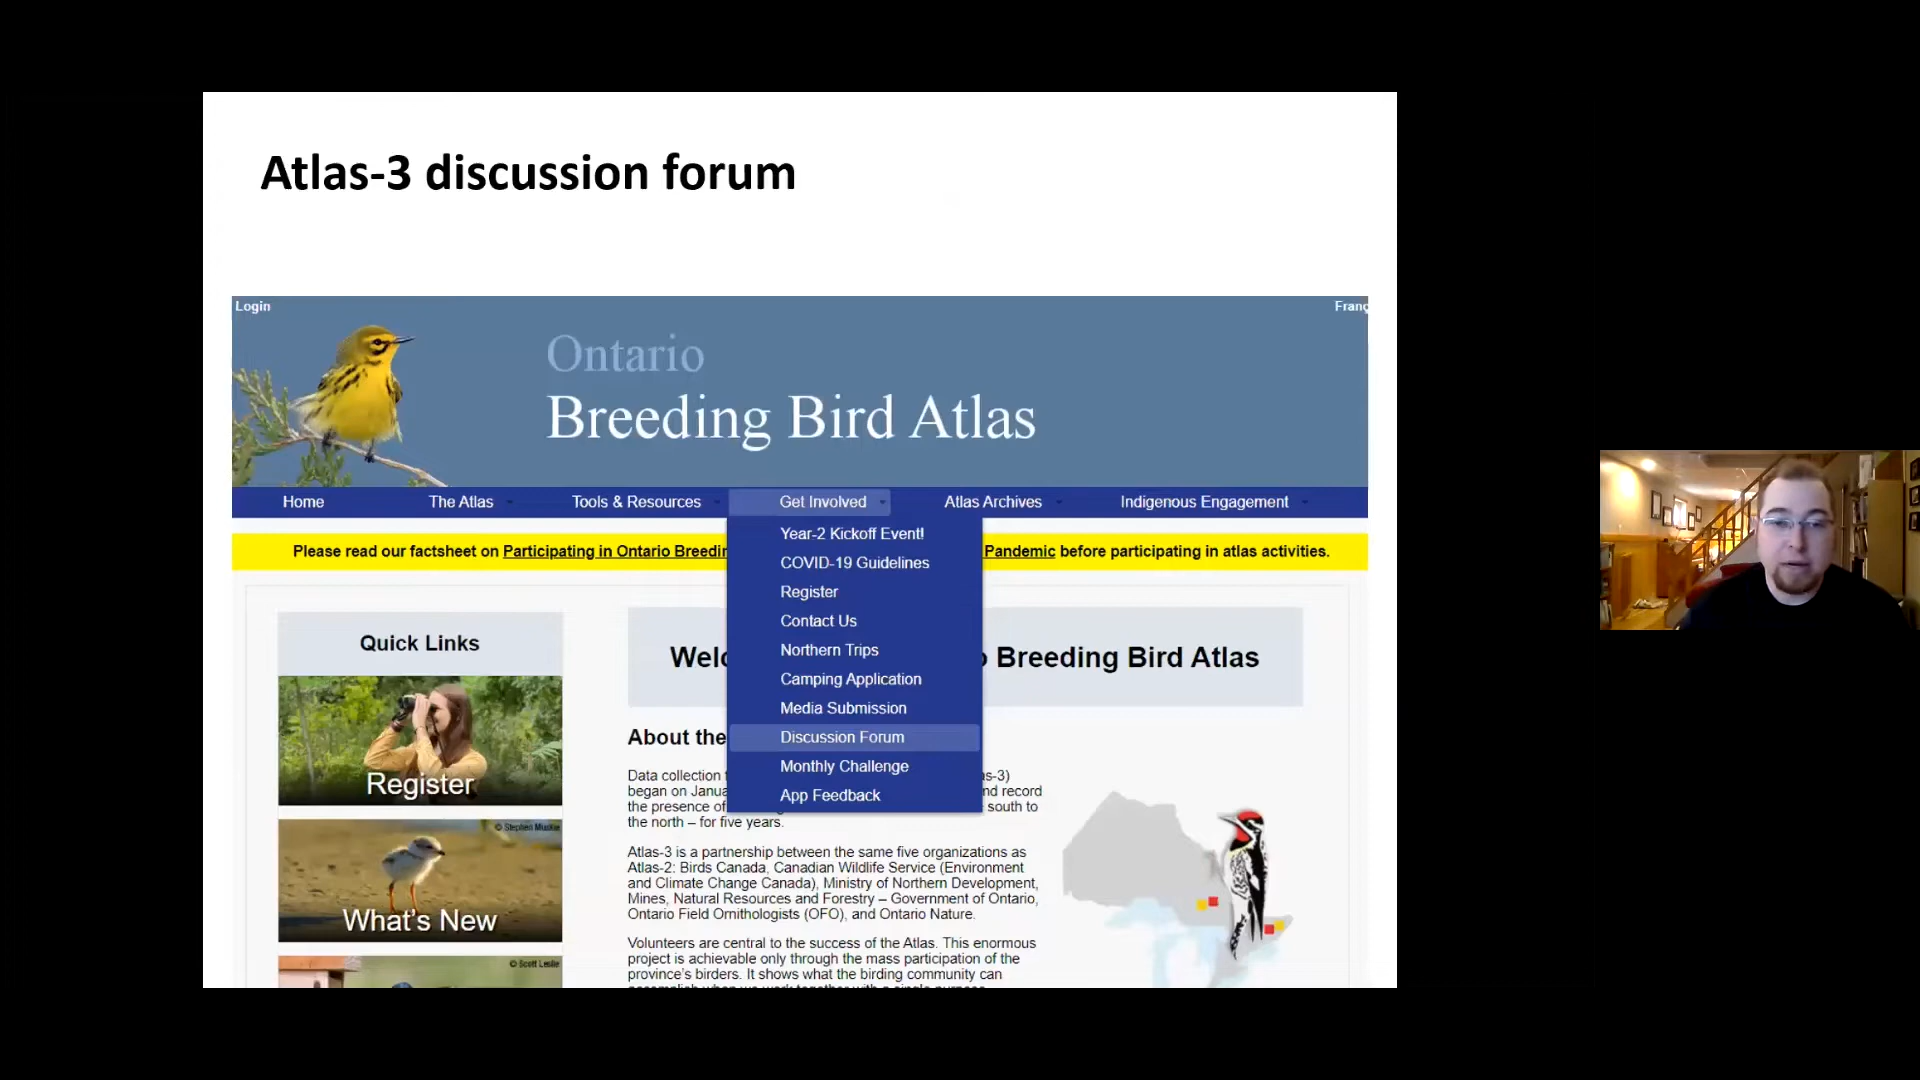 Atlas-3 discussion forum
Login
Franç
Ontario
Breeding Bird Atlas
Home The Atlas Tools & Resources Get Involved Atlas Archives Indigenous Engagement
Year-2 Kickoff Event!
COVID-19 Guidelines
Register
Contact Us
Northern Trips
Camping Application
Media Submission
Discussion Forum
Monthly Challenge
App Feedback
Please read our factsheet on Participating in Ontario Breedin Pandemic before participating in atlas activities.
Quick Links
Register
© Stephen Muskie
What's New
© Scott Leslie
Welc Breeding Bird Atlas
About the
Data collection as-3)
began on Janua nd record
the presence of south to
the north – for five years.
Atlas-3 is a partnership between the same five organizations as
Atlas-2: Birds Canada, Canadian Wildlife Service (Environment
and Climate Change Canada), Ministry of Northern Development,
Mines, Natural Resources and Forestry – Government of Ontario,
Ontario Field Ornithologists (OFO), and Ontario Nature.
Volunteers are central to the success of the Atlas. This enormous
project is achievable only through the mass participation of the
province's birders. It shows what the birding community can